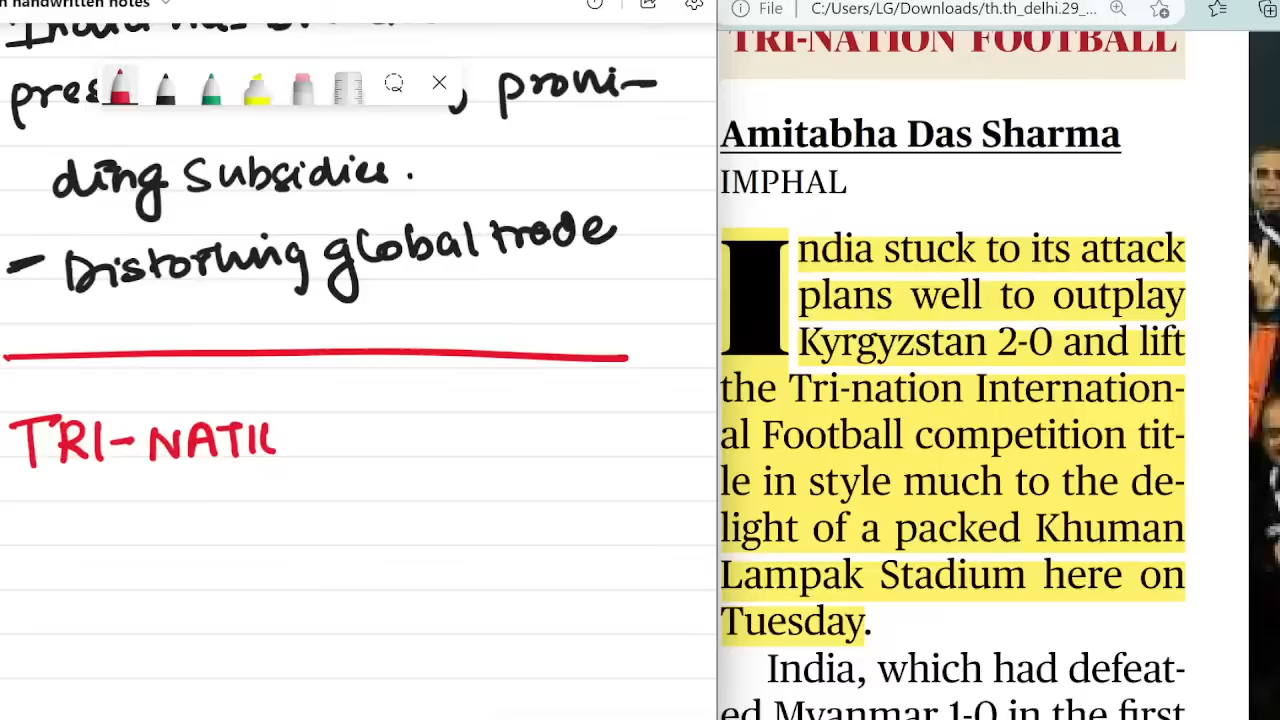 handwritten notes
pres , provi-
ding Subsidies.
- Distorthing global trade
TRI-NATI
File C:/Users/LG/Downloads/th.th_delhi.29_...
TRI-NATION FOOTBALL
Amitabha Das Sharma
IMPHAL
India stuck to its attack
plans well to outplay
Kyrgyzstan 2-0 and lift
the Tri-nation Internation-
al Football competition tit-
le in style much to the de-
light of a packed Khuman
Lampak Stadium here on
Tuesday.
India, which had defeat-
ed Myanmar 1-0 in the first